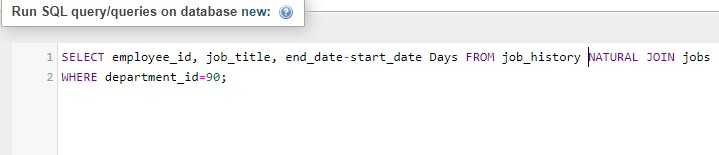 Run SQL query/queries on database new:
1 SELECT employee_id, job_title, end_date-start_date Days FROM job_history NATURAL JOIN jobs
2 WHERE department_id=90;